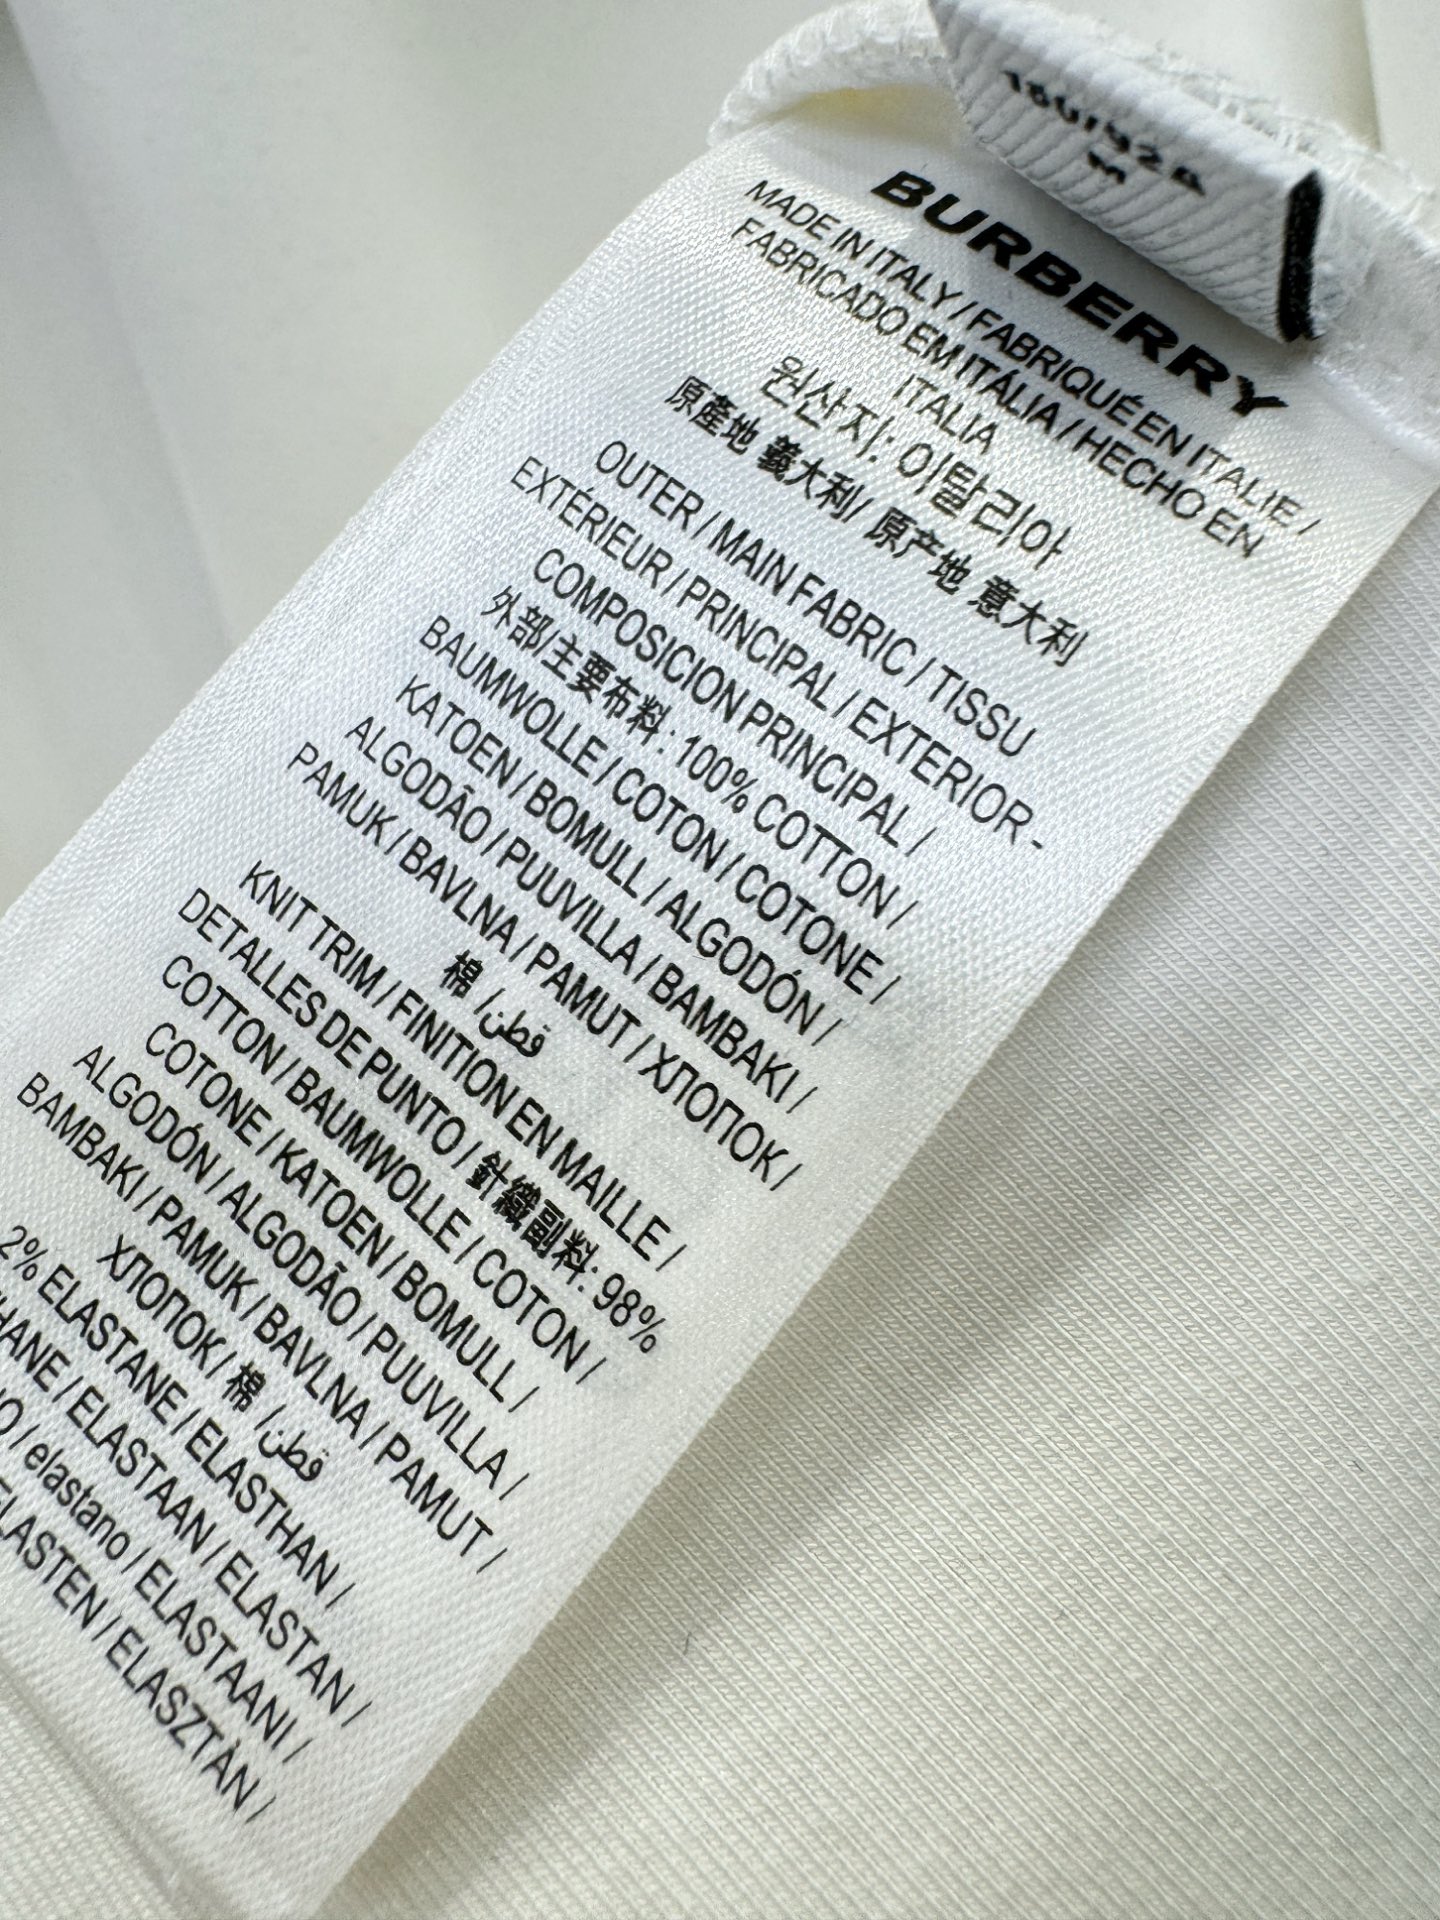 160/92A
M
BURBERRY
MADE IN ITALY / FABRIQUÉ EN ITALIE /
FABRICADO EM ITÁLIA / HECHO EN
ITALIA
원산지: 이탈리아
原產地 義大利/ 原产地 意大利
OUTER / MAIN FABRIC / TISSU
EXTÉRIEUR / PRINCIPAL / EXTERIOR-
COMPOSICION PRINCIPAL /
外部/主要布料: 100% COTTON /
BAUMWOLLE / COTON / COTONE /
KATOEN / BOMULL / ALGODÓN /
ALGODÃO / PUUVILLA / BAMBAKI /
PAMUK / BAVLNA / PAMUT / ХЛОПОК /
棉 / قطن
KNIT TRIM / FINITION EN MAILLE /
DETALLES DE PUNTO / 針織副料: 98%
COTTON / BAUMWOLLE / COTON /
COTONE / KATOEN / BOMULL /
ALGODÓN / ALGODÃO / PUUVILLA /
BAMBAKI / PAMUK / BAVLNA / PAMUT /
ХЛОПОК / 棉 / قطن
2% ELASTANE / ELASTHAN /
/ ELASTAAN / ELASTAN /
/ elastano / ELASTAANI /
/ ELASZTÁN /